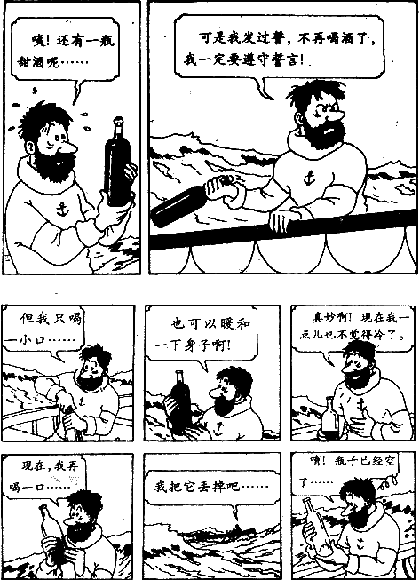 咦! 还有一瓶
甜酒呢……
可是我发过誓, 不再喝酒了,
我一定要遵守誓言!
但我只喝
一小口……
也可以暖和
一下身子啊!
真妙啊! 现在我一
点儿也不觉得冷了。
现在, 我再
喝一口……
我把它丢掉吧……
唷! 瓶子已经空
了……